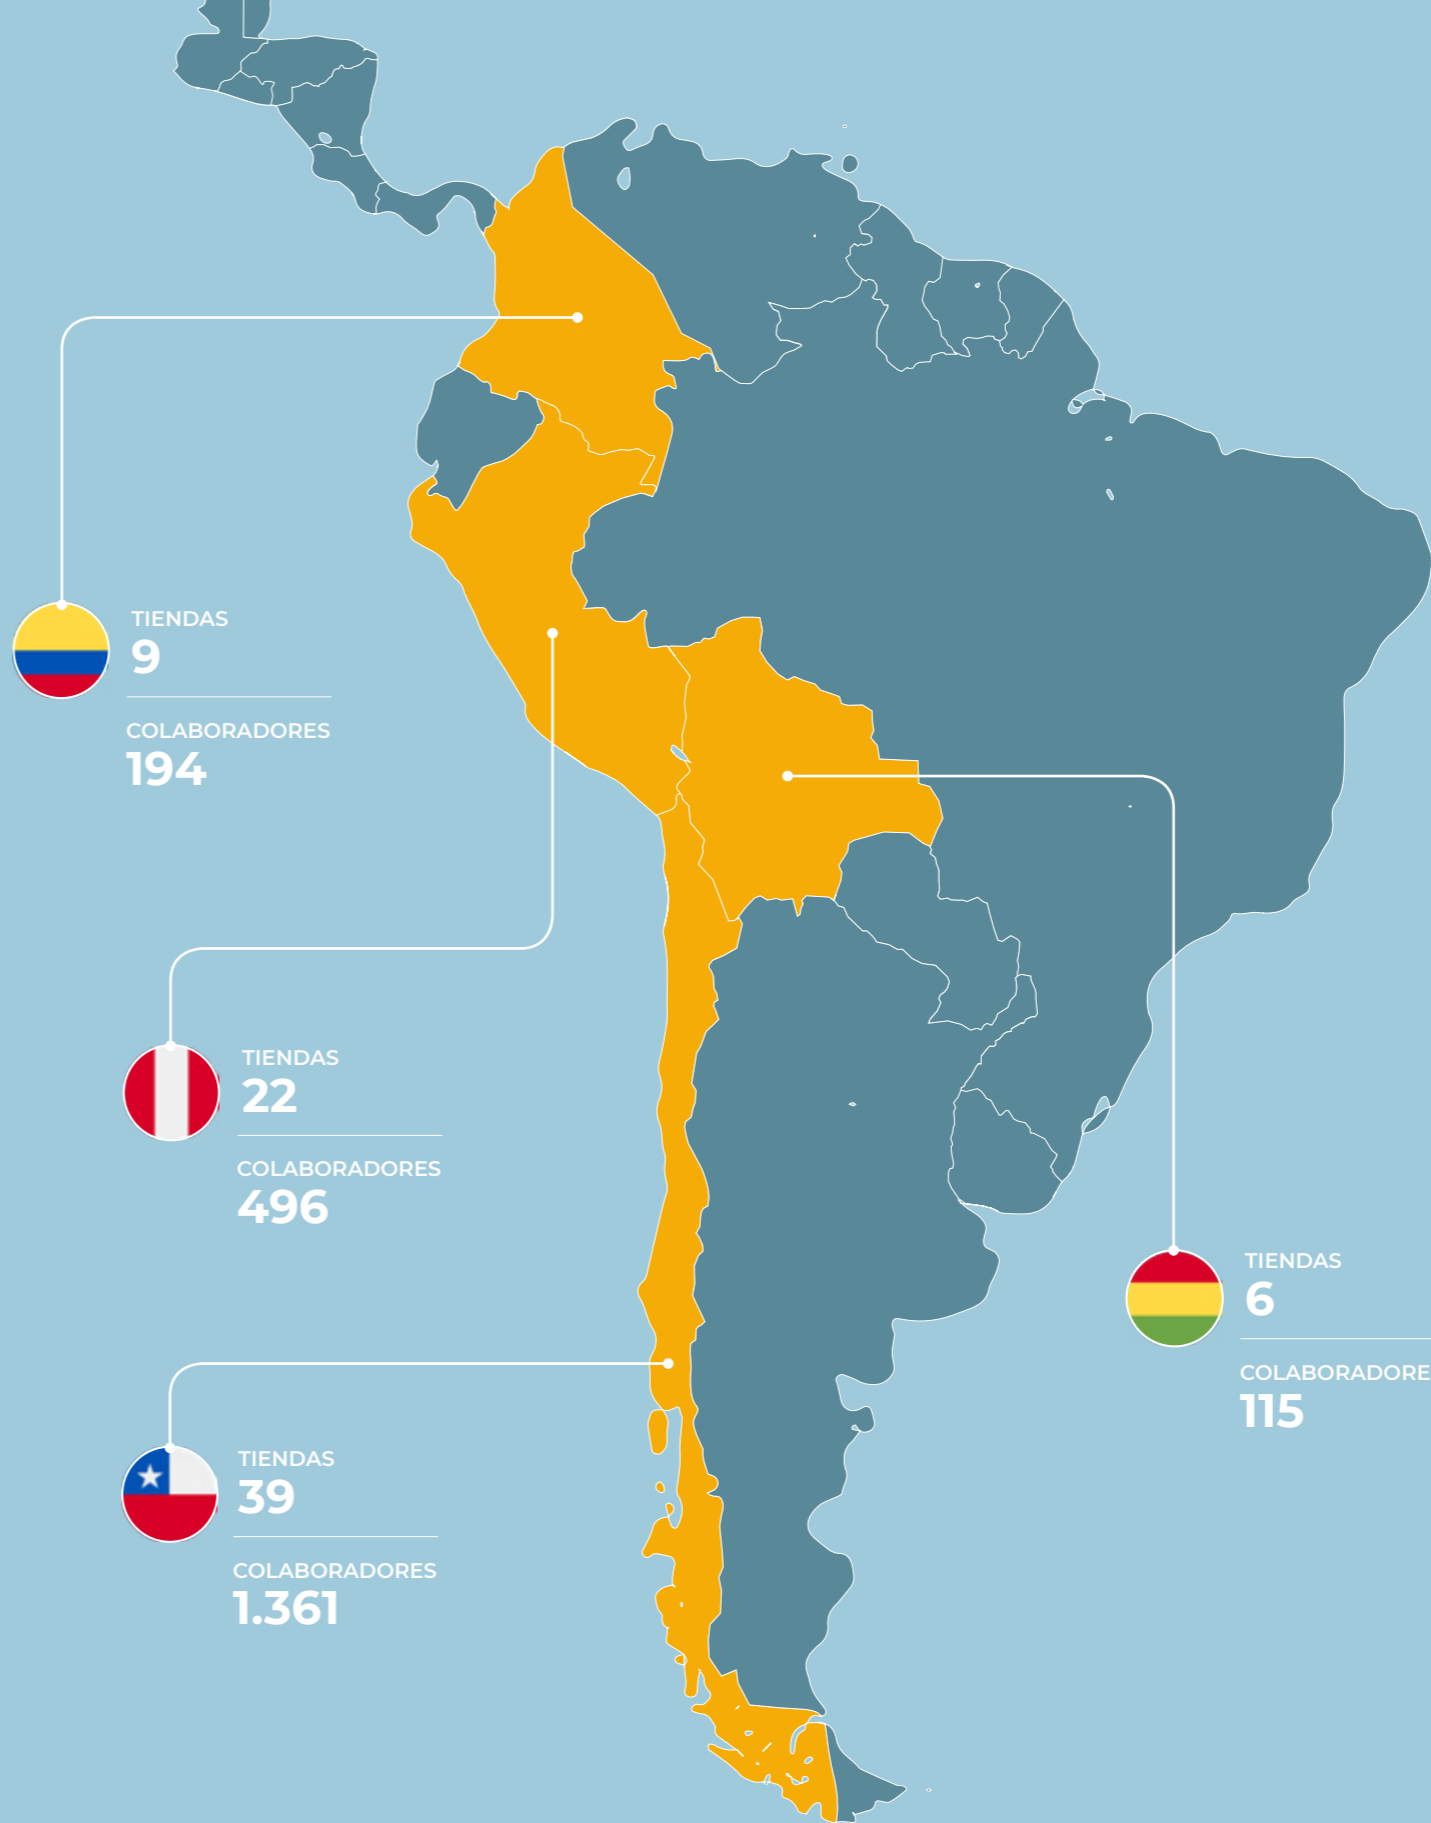 TIENDAS
9
COLABORADORES
194
TIENDAS
22
COLABORADORES
496
TIENDAS
6
COLABORADORE
115
TIENDAS
39
COLABORADORES
1.361